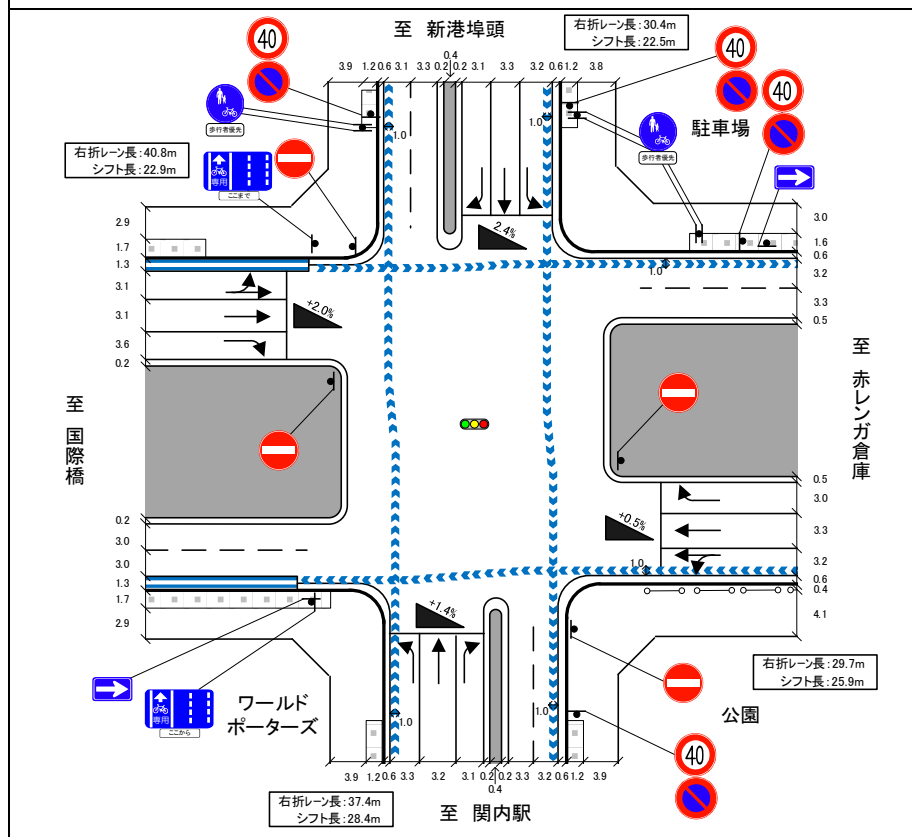 至 新港埠頭
右折レーン長:30.4m
シフト長:22.5m
0.4
3.9 1.2 0.6 3.1 3.3 0.2 0.2 3.1 3.3 3.2 0.6 1.2 3.8
40
40
40
駐車場
歩行者優先
歩行者優先
1.0
1.0
右折レーン長:40.8m
シフト長:22.9m
専用
ここまで
2.9
1.7
1.3
3.1
3.1
3.6
0.2
2.4%
+2.0%
1.0
3.0
1.6
0.6
3.2
3.3
0.5
至 国際橋
至 赤レンガ倉庫
0.2
3.0
3.0
1.3
1.7
2.9
+0.5%
1.0
0.5
3.0
3.3
3.2
0.6
0.4
4.1
+1.4%
右折レーン長:29.7m
シフト長:25.9m
専用
ここから
ワールド
ポーターズ
1.0
1.0
公園
40
3.9 1.2 0.6 3.3 3.2 3.1 0.2 0.2 3.3 3.2 0.6 1.2 3.9
0.4
右折レーン長:37.4m
シフト長:28.4m
至 関内駅